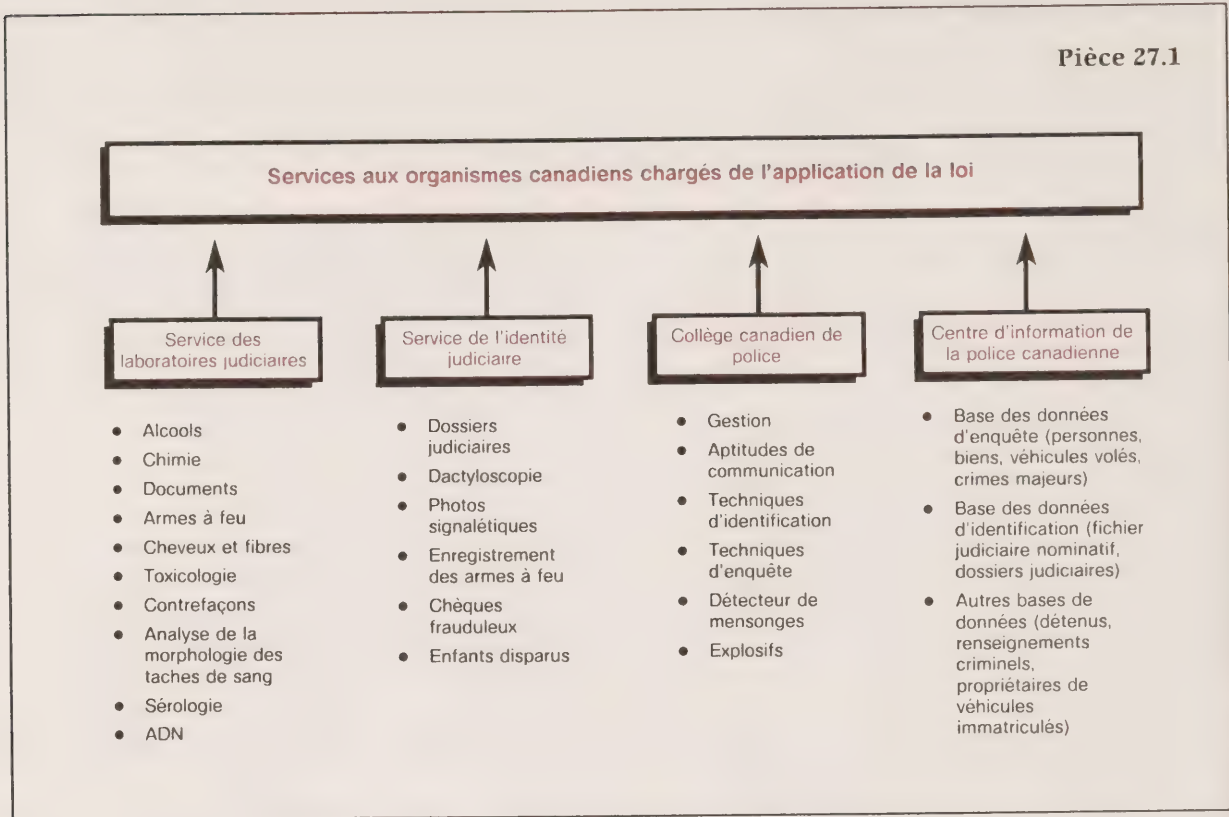 Pièce 27.1
Services aux organismes canadiens chargés de l'application de la loi
Service des
laboratoires judiciaires
• Alcools
• Chimie
• Documents
• Armes à feu
• Cheveux et fibres
• Toxicologie
• Contrefaçons
• Analyse de la
morphologie des
taches de sang
• Sérologie
• ADN
Service de l'identité
judiciaire
• Dossiers
judiciaires
• Dactyloscopie
• Photos
signalétiques
• Enregistrement
des armes à feu
• Chèques
frauduleux
• Enfants disparus
Collège canadien de
police
• Gestion
• Aptitudes de
communication
• Techniques
d'identification
• Techniques
d'enquête
• Détecteur de
mensonges
• Explosifs
Centre d'information de
la police canadienne
• Base des données
d'enquête (personnes,
biens, véhicules volés,
crimes majeurs)
• Base des données
d'identification (fichier
judiciaire nominatif,
dossiers judiciaires)
• Autres bases de
données (détenus,
renseignements
criminels,
propriétaires de
véhicules
immatriculés)